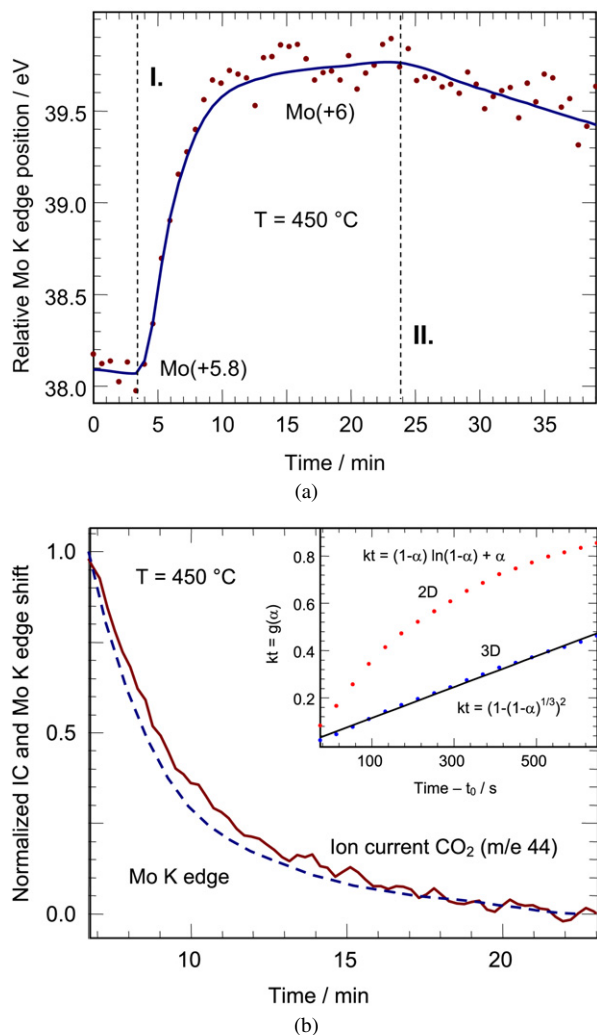 Relative Mo K edge position / eV
39.5
39.0
38.5
38.0
I.
Mo(+6)
T = 450 °C
II.
Mo(+5.8)
0 5 10 15 20 25 30 35
Time / min
(a)
Normalized IC and Mo K edge shift
1.0
0.5
0.0
T = 450 °C
kt = g(α)
0.8
0.6
0.4
0.2
kt = (1-α) ln(1-α) + α
2D
3D
kt = (1-(1-α)^{1/3})^2
100 300 500
Time – t₀ / s
Ion current CO₂ (m/e 44)
Mo K edge
10 15 20
Time / min
(b)